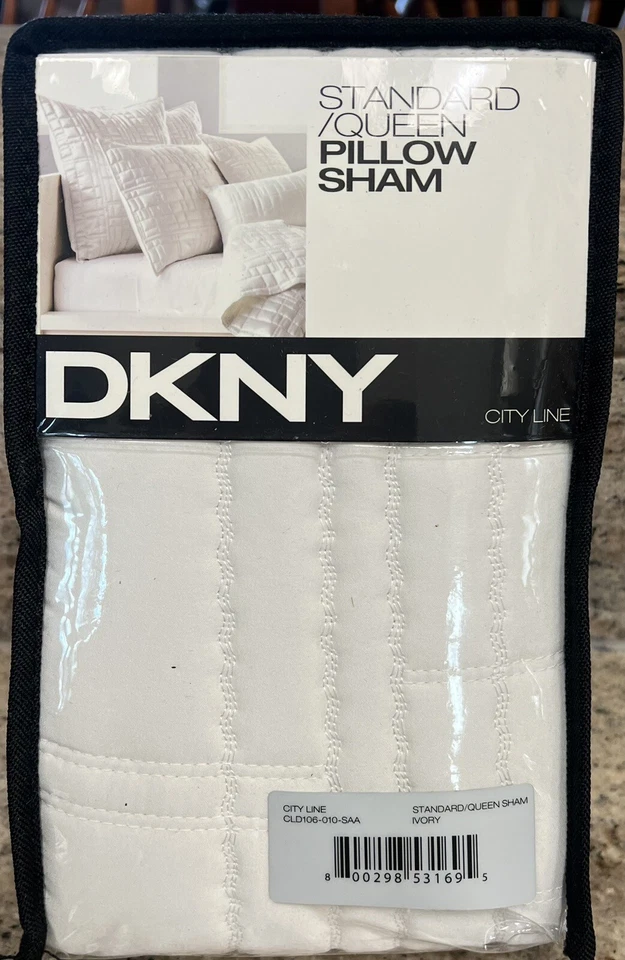 STANDARD
/QUEEN
PILLOW
SHAM
DKNY
CITY LINE
CITY LINE STANDARD/QUEEN SHAM
CLD106-010-SAA IVORY
8 00298 53169 5